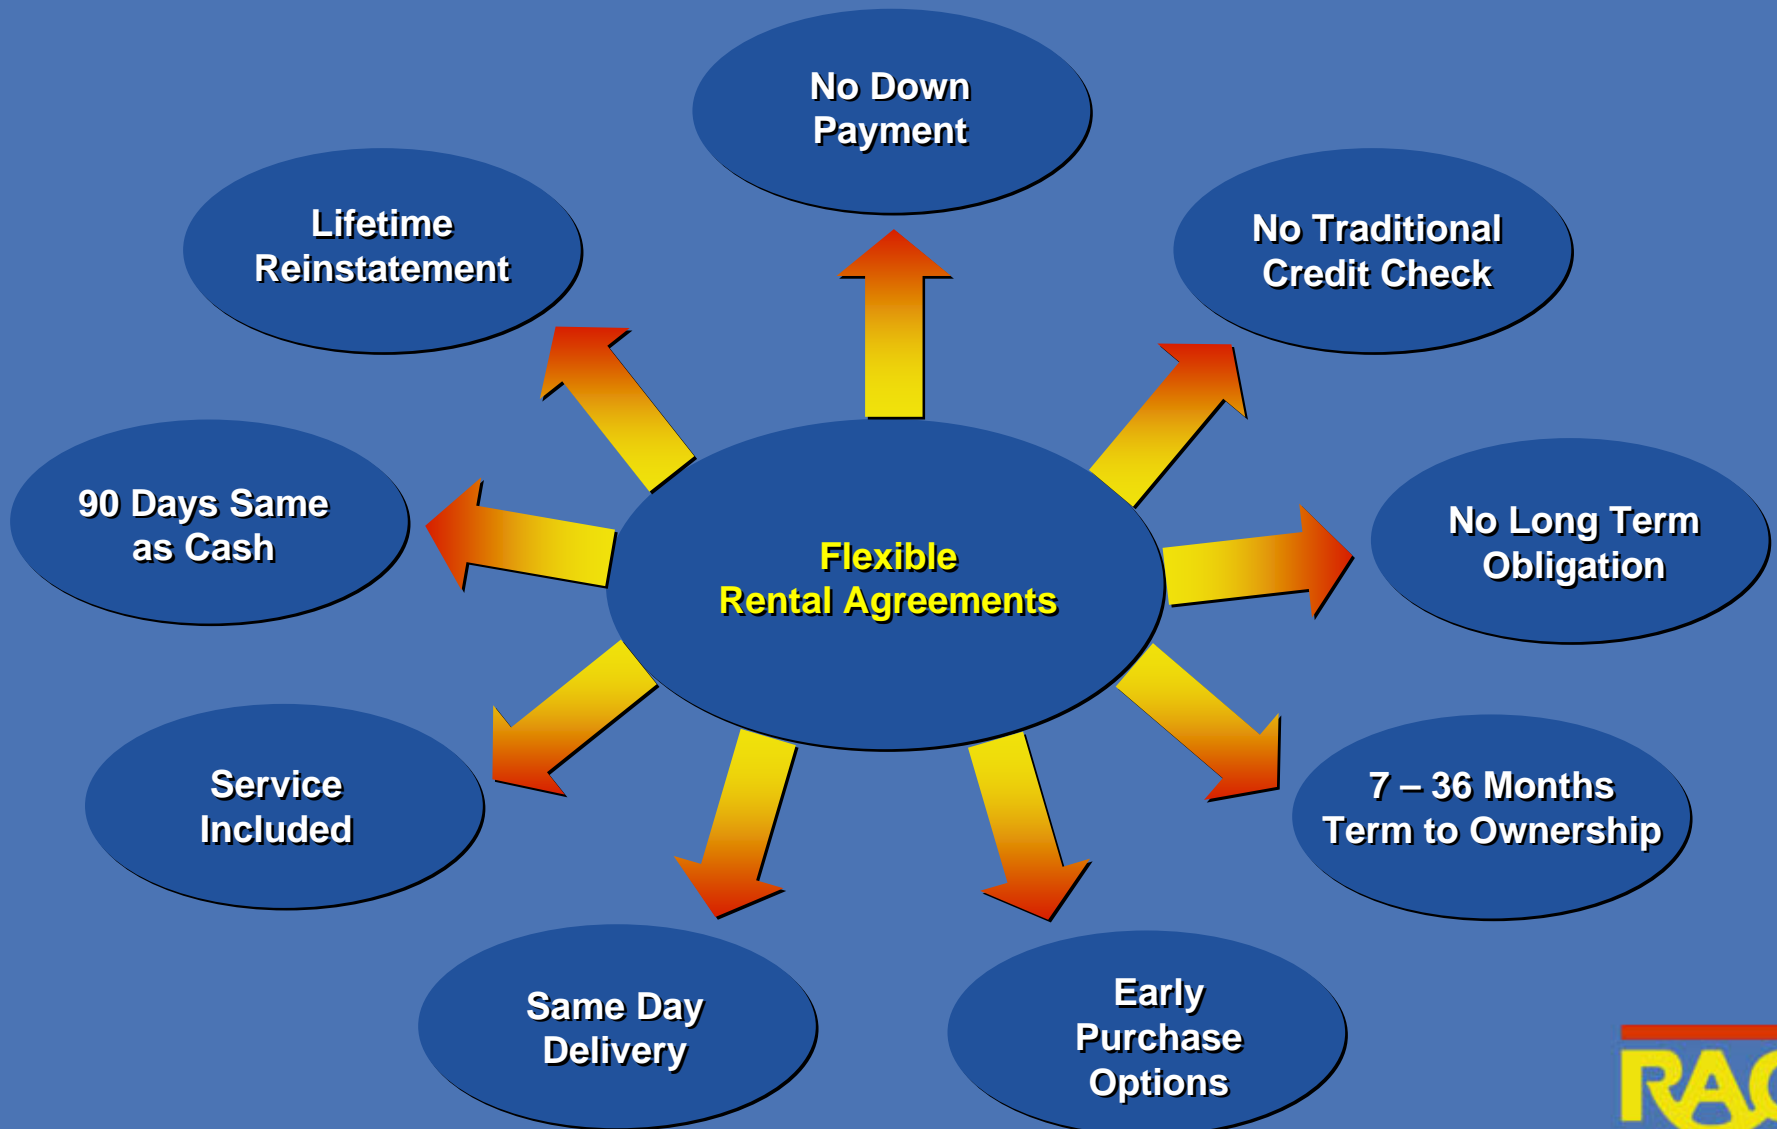 No Down
Payment
No Traditional
Credit Check
No Long Term
Obligation
7 – 36 Months
Term to Ownership
Early
Purchase
Options
Same Day
Delivery
Service
Included
90 Days Same
as Cash
Lifetime
Reinstatement
Flexible
Rental Agreements